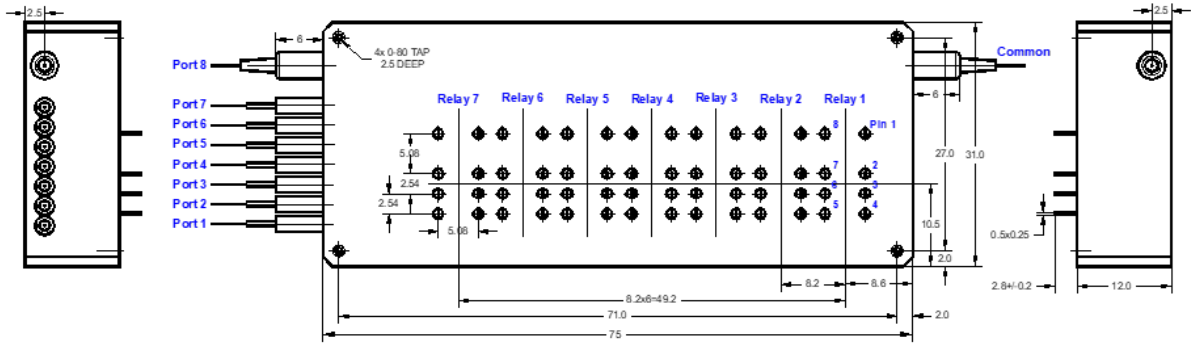 2.5
Port 8
Port 7
Port 6
Port 5
Port 4
Port 3
Port 2
Port 1
6
4x 0-80 TAP
2.5 DEEP
Relay 7 Relay 6 Relay 5 Relay 4 Relay 3 Relay 2 Relay 1
8 Pin 1
7 2
6 3
5 4
5.08
2.54
2.54
5.08
Common
6
27.0
31.0
10.5
2.0
8.2
8.6
8.2x6=49.2
71.0
2.0
75
2.5
0.5x0.25
2.8+/-0.2
12.0